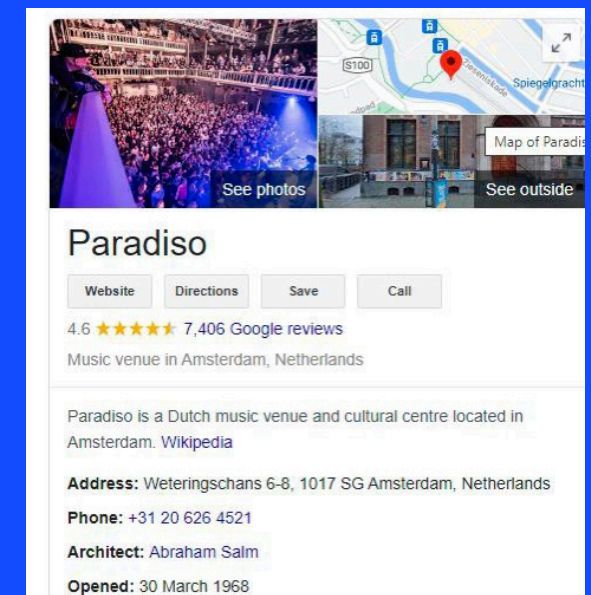 S100
Zieseniskade
Spiegelgracht
Map of Paradis
See photos
See outside
Paradiso
Website Directions Save Call
4.6 7,406 Google reviews
Music venue in Amsterdam, Netherlands
Paradiso is a Dutch music venue and cultural centre located in
Amsterdam. Wikipedia
Address: Weteringschans 6-8, 1017 SG Amsterdam, Netherlands
Phone: +31 20 626 4521
Architect: Abraham Salm
Opened: 30 March 1968